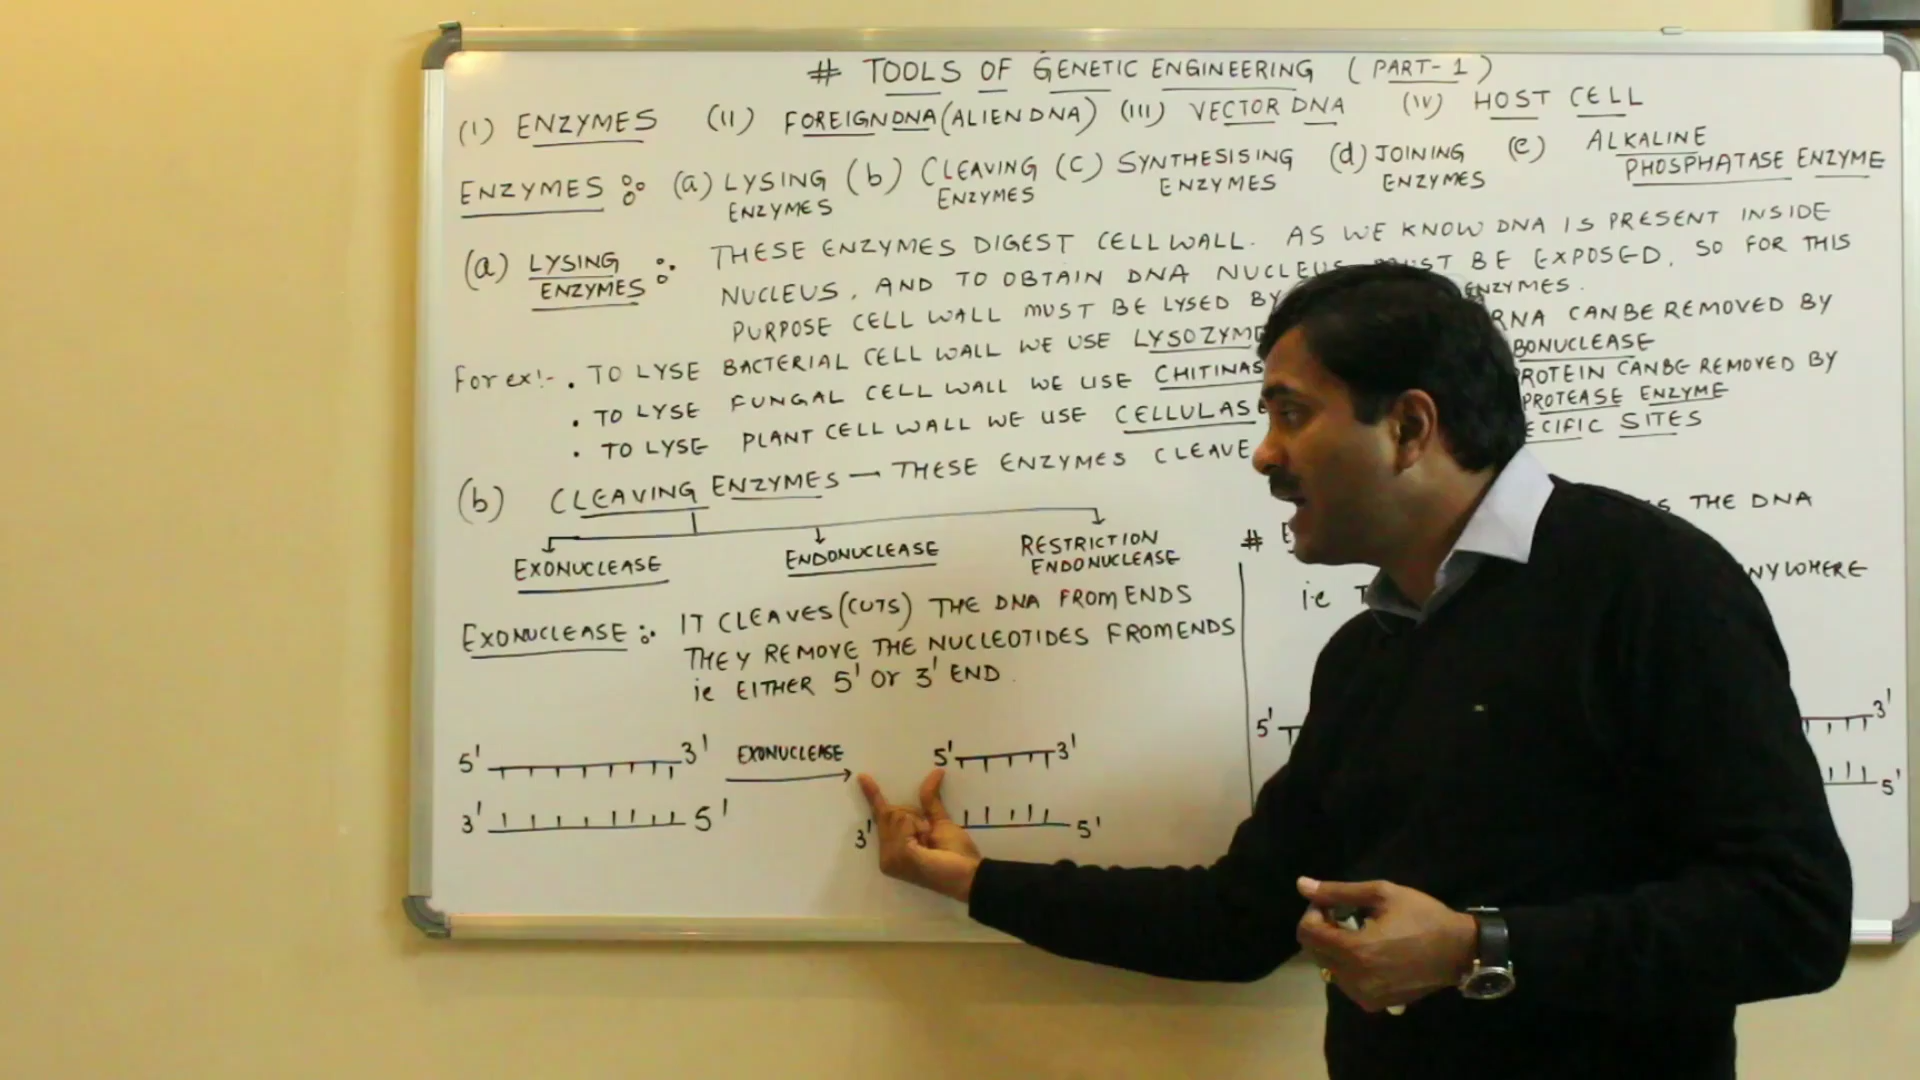 # TOOLS OF GENETIC ENGINEERING (PART-1)
(I) ENZYMES (II) FOREIGN DNA (ALIEN DNA) (III) VECTOR DNA (IV) HOST CELL
ENZYMES : (a) LYSING ENZYMES (b) CLEAVING ENZYMES (C) SYNTHESISING ENZYMES (d) JOINING ENZYMES (e) ALKALINE PHOSPHATASE ENZYME
(a) LYSING ENZYMES : THESE ENZYMES DIGEST CELL WALL. AS WE KNOW DNA IS PRESENT INSIDE
NUCLEUS, AND TO OBTAIN DNA NUCLEUS MUST BE EXPOSED, SO FOR THIS
PURPOSE CELL WALL MUST BE LYSED BY ENZYMES.
For ex!- . TO LYSE BACTERIAL CELL WALL WE USE LYSOZYME
RNA CAN BE REMOVED BY
. TO LYSE FUNGAL CELL WALL WE USE CHITINAS
BONUCLEASE
PROTEIN CAN BE REMOVED BY
. TO LYSE PLANT CELL WALL WE USE CELLULASE
PROTEASE ENZYME
(b) CLEAVING ENZYMES — THESE ENZYMES CLEAVE
ECIFIC SITES
EXONUCLEASE ENDONUCLEASE RESTRICTION ENDONUCLEASE
EXONUCLEASE : IT CLEAVES (CUTS) THE DNA FROM ENDS
THEY REMOVE THE NUCLEOTIDES FROM ENDS
ie EITHER 5' Or 3' END.
5' 3' EXONUCLEASE 5' 3'
3' 5' 3' 5'
# E
S THE DNA
i.e T
NYWHERE
5' 3'
5'